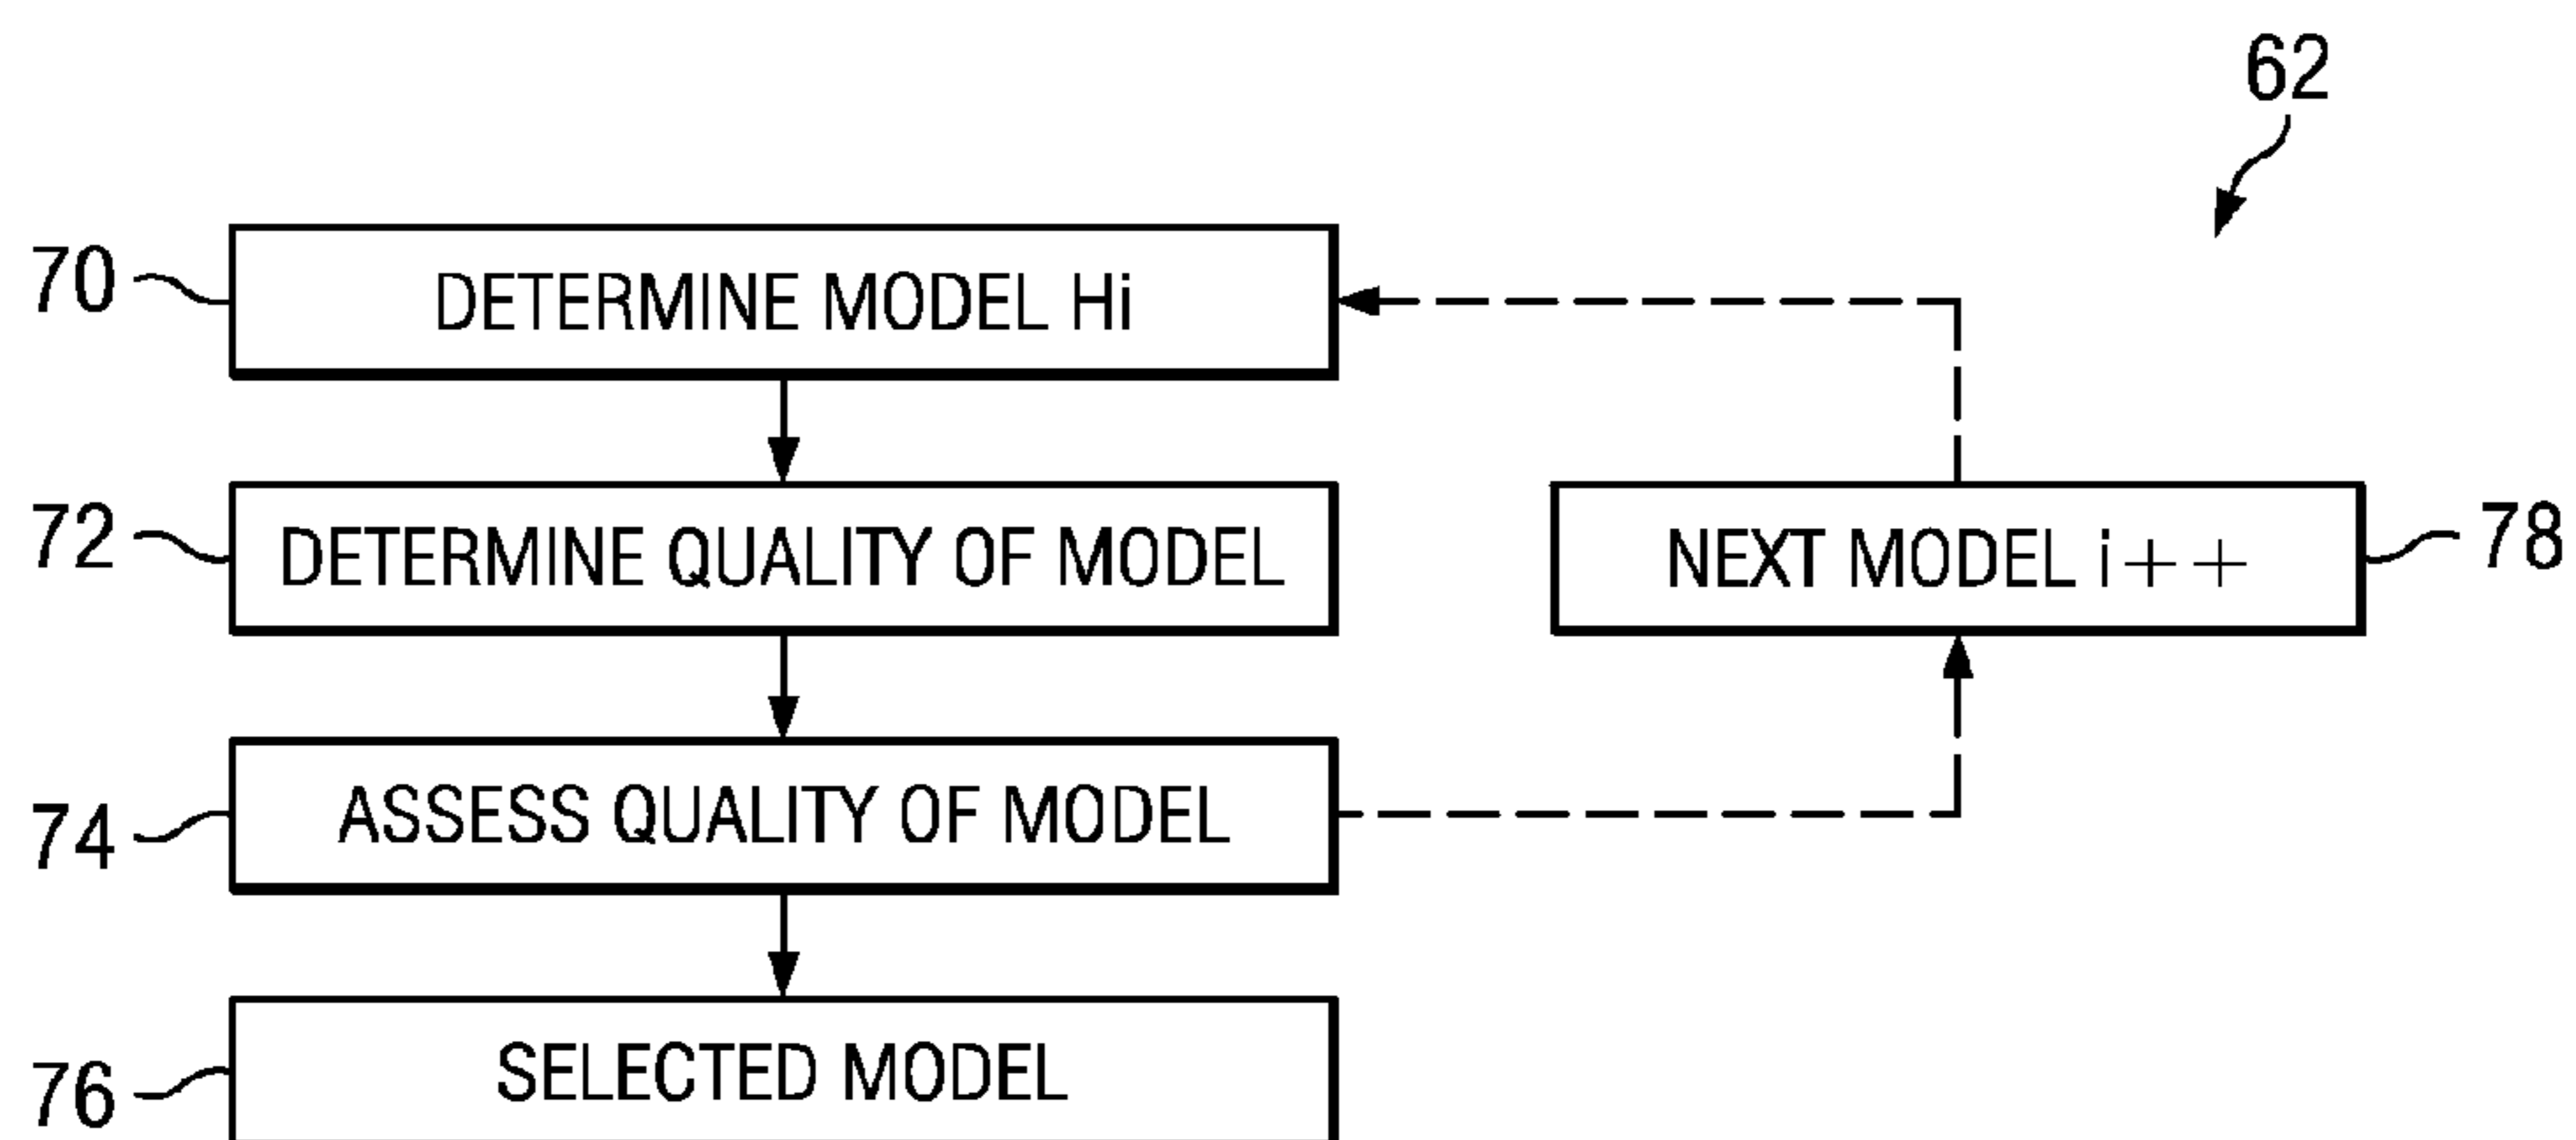 62
70
DETERMINE MODEL Hi
72
DETERMINE QUALITY OF MODEL
NEXT MODEL i++
78
74
ASSESS QUALITY OF MODEL
76
SELECTED MODEL